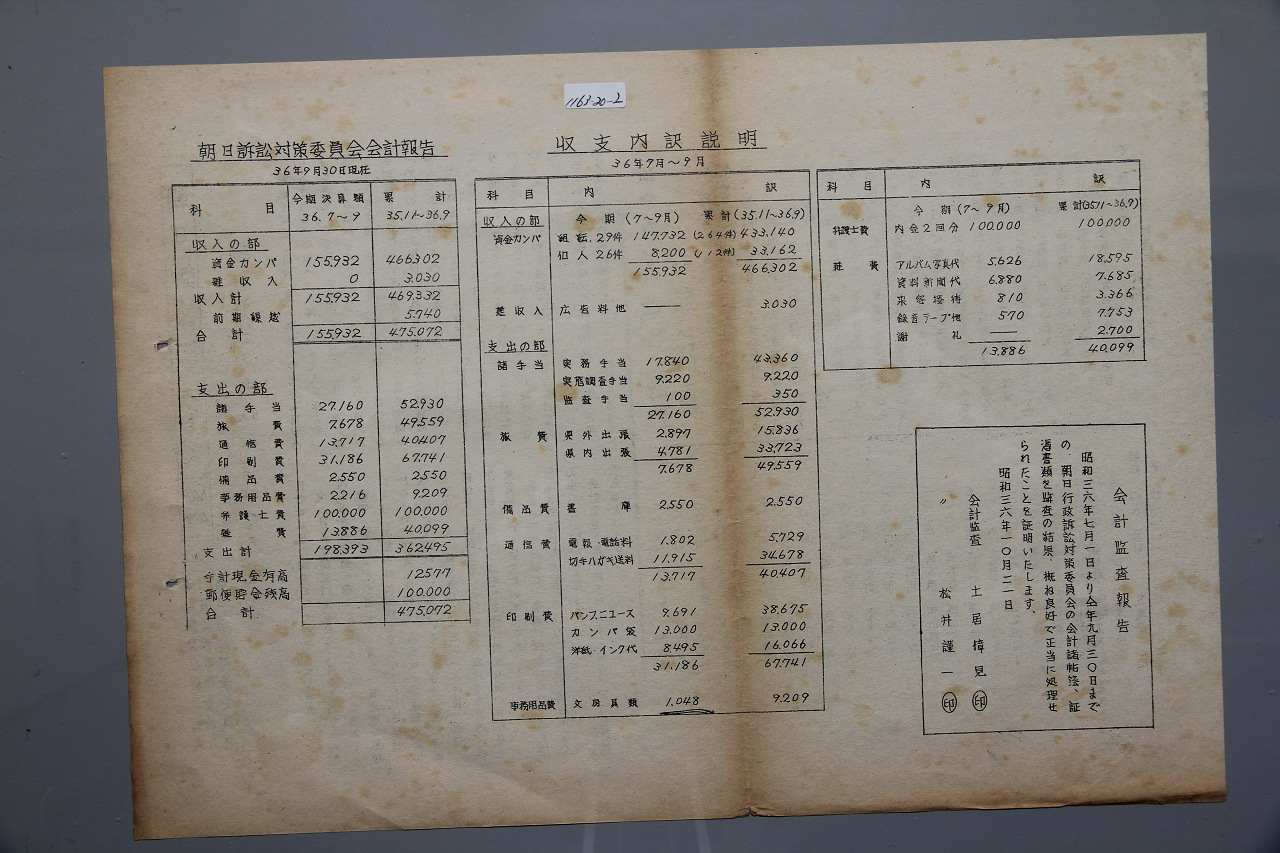 1163-20-2
朝日訴訟対策委員会会計報告
36年9月30日現在
科目 今期決算額 累計
36.7〜9 35.11〜36.9
収入の部
資金カンパ 155,932 466302
雑収入 0 3.030
収入計 155,932 469,332
前期繰越 5.740
合計 155,932 475,072
支出の部
諸手当 27,160 52,930
旅費 7,678 49,559
通信費 13,717 40,407
印刷費 31,186 67,741
備品費 2,550 2,550
事務用品費 2,216 9,209
弁護士費 100,000 100,000
雑費 13886 40,099
支出計 198,393 362495
手許現金有高 12577
郵便貯金残高 100,000
合計 475,072
収支内訳説明
36年7月〜9月
科目 内訳
収入の部 今期(7〜9月) 累計(35.11〜36.9)
資金カンパ 組織.29件 147,732 (264件) 433,140
個人26件 8,200 (112件) 33,162
155,932 466,302
雑収入 広告料他 — 3.030
支出の部
諸手当 実務手当 17,840 43,360
実態調査手当 9.220 9,220
監査手当 100 350
27,160 52,930
旅費 県外出張 2,897 15,836
県内出張 4,781 33,723
7,678 49,559
備品費 書庫 2,550 2,550
通信費 電報・電話料 1,802 5,729
切手ハガキ送料 11,915 34,678
13,717 40,407
印刷費 パンフ.ニュース 9,691 38,675
カンパ袋 13,000 13,000
洋紙・インク代 8,495 16,066
31,186 67,741
事務用品費 文房具類 1,048 9,209
科目 内訳
今期(7〜9月) 累計(35.11〜36.9)
弁護士費 内金2回分 100,000 100,000
雑費 アルバム写真代 5,626 18,595
資料新聞代 6,880 7,685
来客接待 810 3,366
録音テープ他 570 7,753
謝礼 — 2,700
13,886 40,099
会計監査報告
昭和三六年七月一日より仝年九月三〇日まで
の、朝日行政訴訟対策委員会の会計諸帖簿、証
憑書類を監査の結果、概ね良好で正当に処理せ
られたことを証明いたします、
昭和三六年一〇月二一日
会計監査 土居 見 ㊞
〃 松井謹一 ㊞